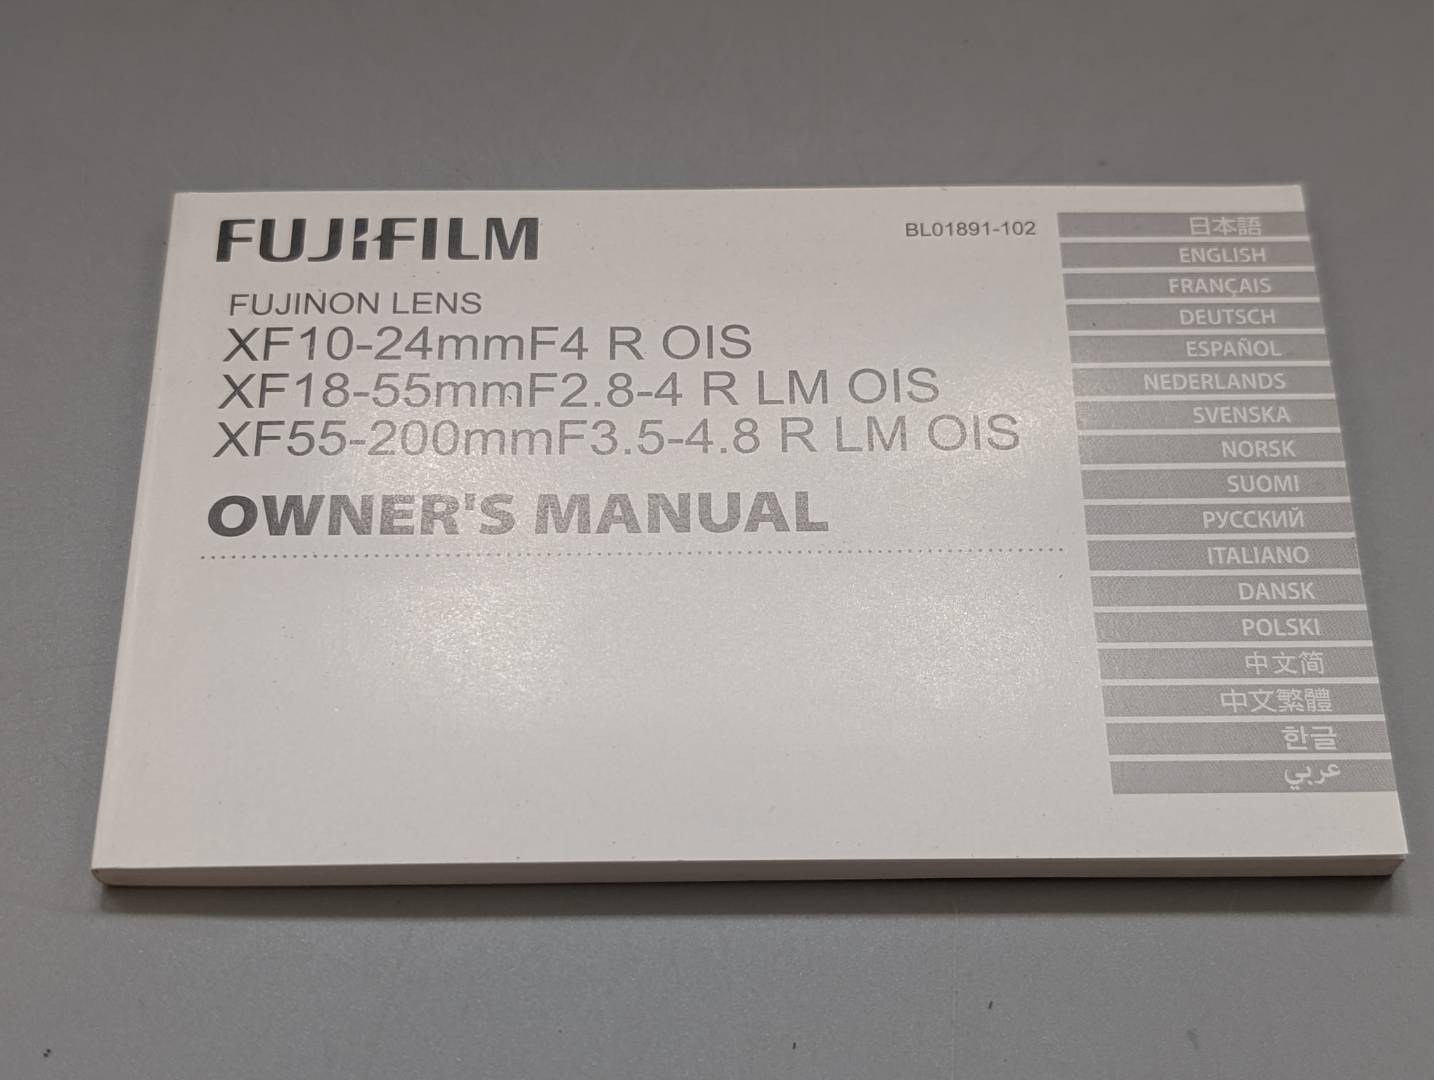 FUJIFILM
BL01891-102
FUJINON LENS
XF10-24mmF4 R OIS
XF18-55mmF2.8-4 R LM OIS
XF55-200mmF3.5-4.8 R LM OIS
OWNER'S MANUAL
日本語
ENGLISH
FRANÇAIS
DEUTSCH
ESPAÑOL
NEDERLANDS
SVENSKA
NORSK
SUOMI
РУССКИЙ
ITALIANO
DANSK
POLSKI
中文简
中文繁體
한글
عربي